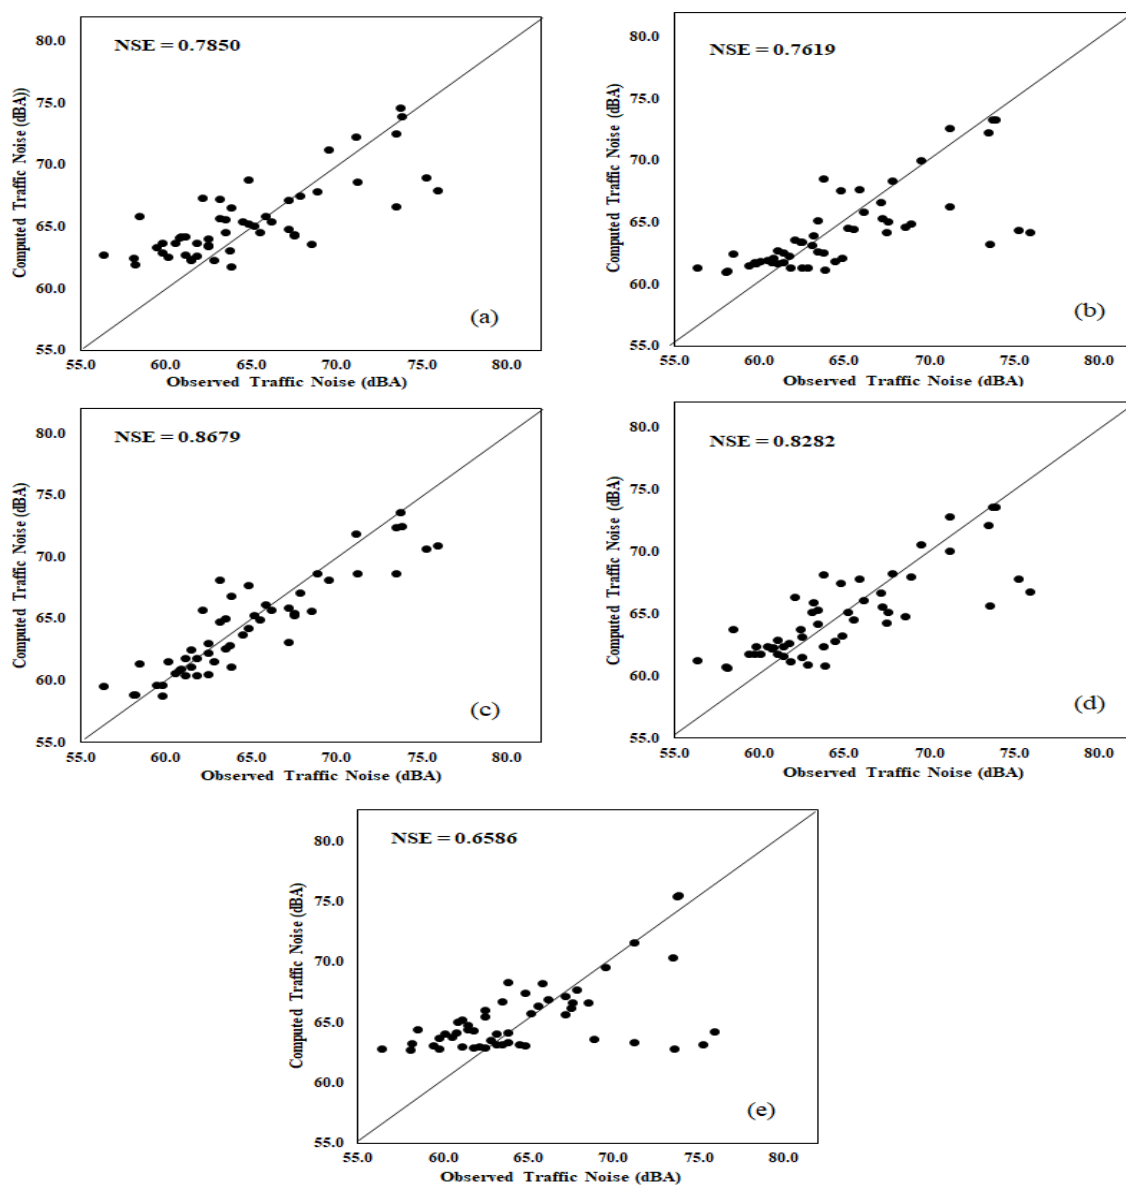 NSE = 0.7850
Computed Traffic Noise (dBA))
80.0
75.0
70.0
65.0
60.0
55.0
(a)
55.0 60.0 65.0 70.0 75.0 80.0
Observed Traffic Noise (dBA)
NSE = 0.7619
Computed Traffic Noise (dBA)
80.0
75.0
70.0
65.0
60.0
55.0
(b)
55.0 60.0 65.0 70.0 75.0 80.0
Observed Traffic Noise (dBA)
NSE = 0.8679
Computed Traffic Noise (dBA)
80.0
75.0
70.0
65.0
60.0
55.0
(c)
55.0 60.0 65.0 70.0 75.0 80.0
Observed Traffic Noise (dBA)
NSE = 0.8282
Computed Traffic Noise (dBA)
80.0
75.0
70.0
65.0
60.0
55.0
(d)
55.0 60.0 65.0 70.0 75.0 80.0
Observed Traffic Noise (dBA)
NSE = 0.6586
Computed Traffic Noise (dBA)
80.0
75.0
70.0
65.0
60.0
55.0
(e)
55.0 60.0 65.0 70.0 75.0 80.0
Observed Traffic Noise (dBA)